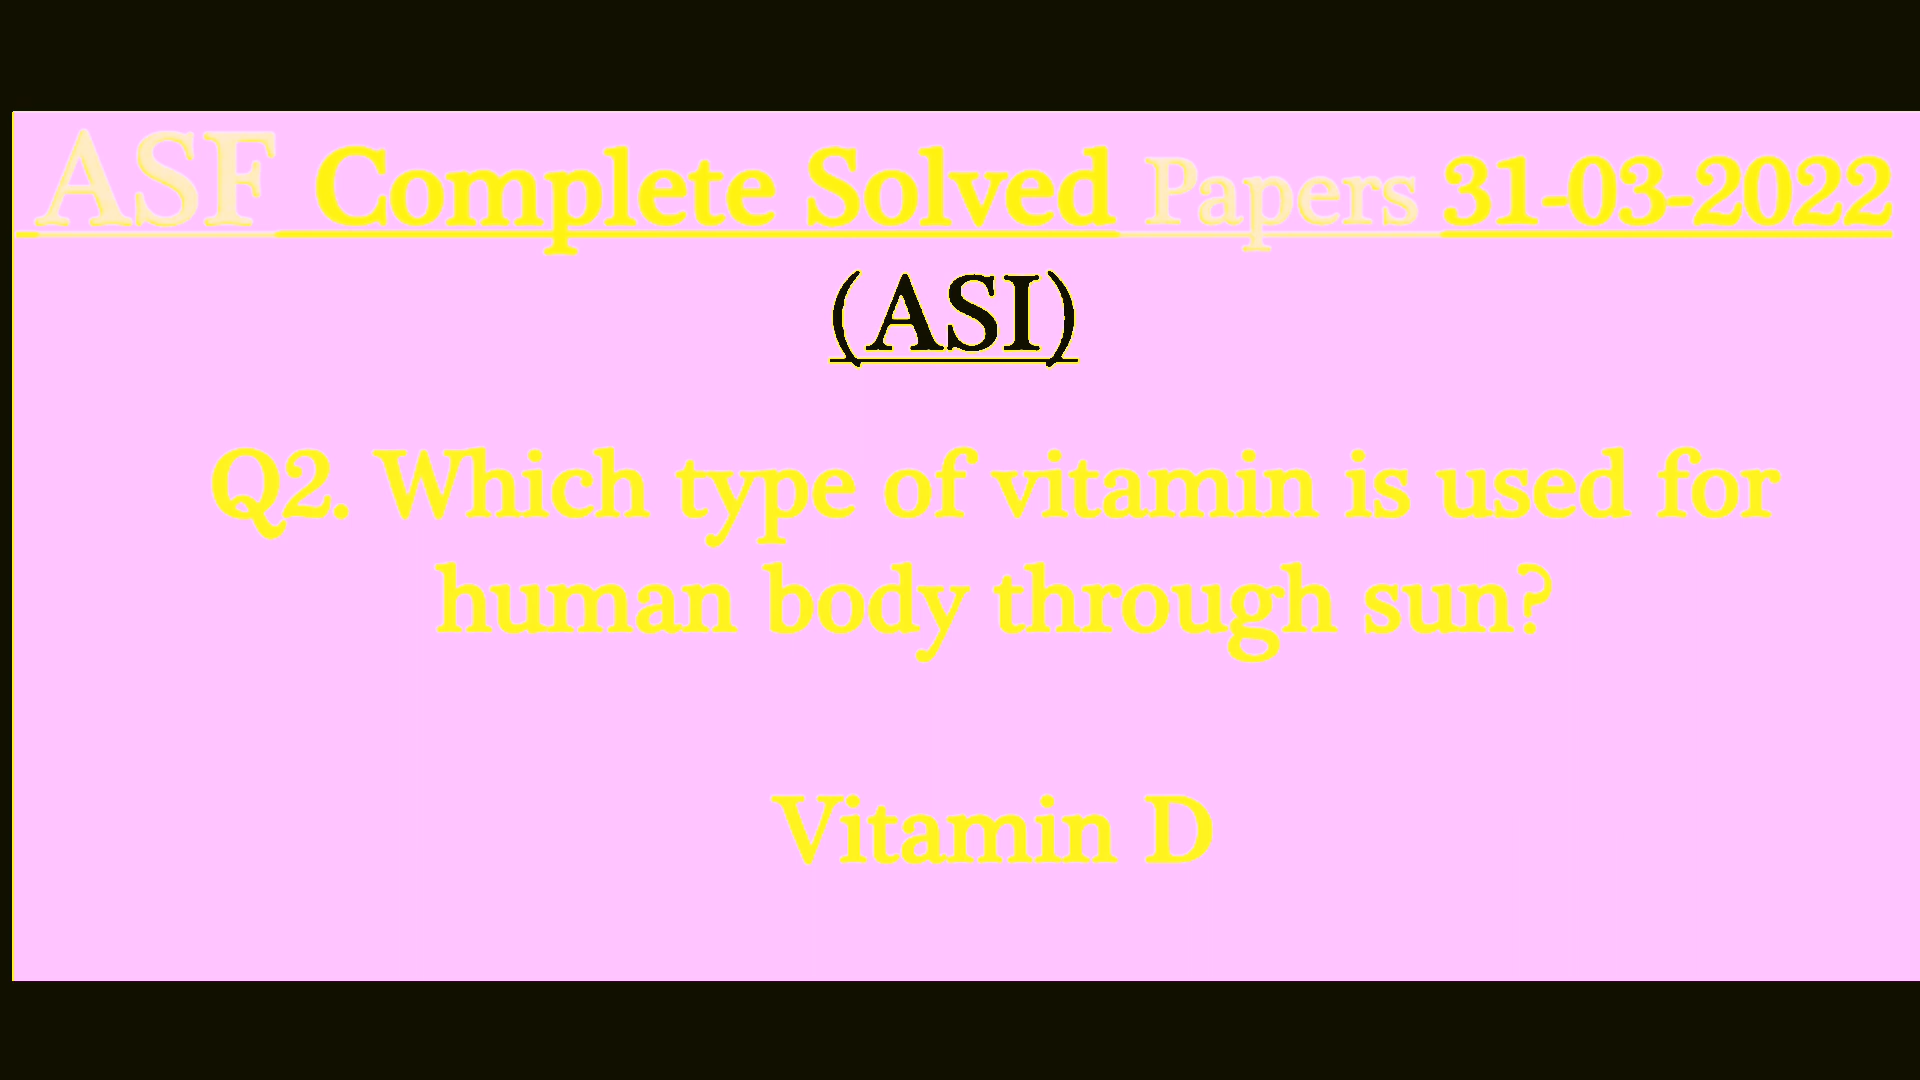 ASF Complete Solved Papers 31-03-2022
(ASI)
Q2. Which type of vitamin is used for
human body through sun?
Vitamin D